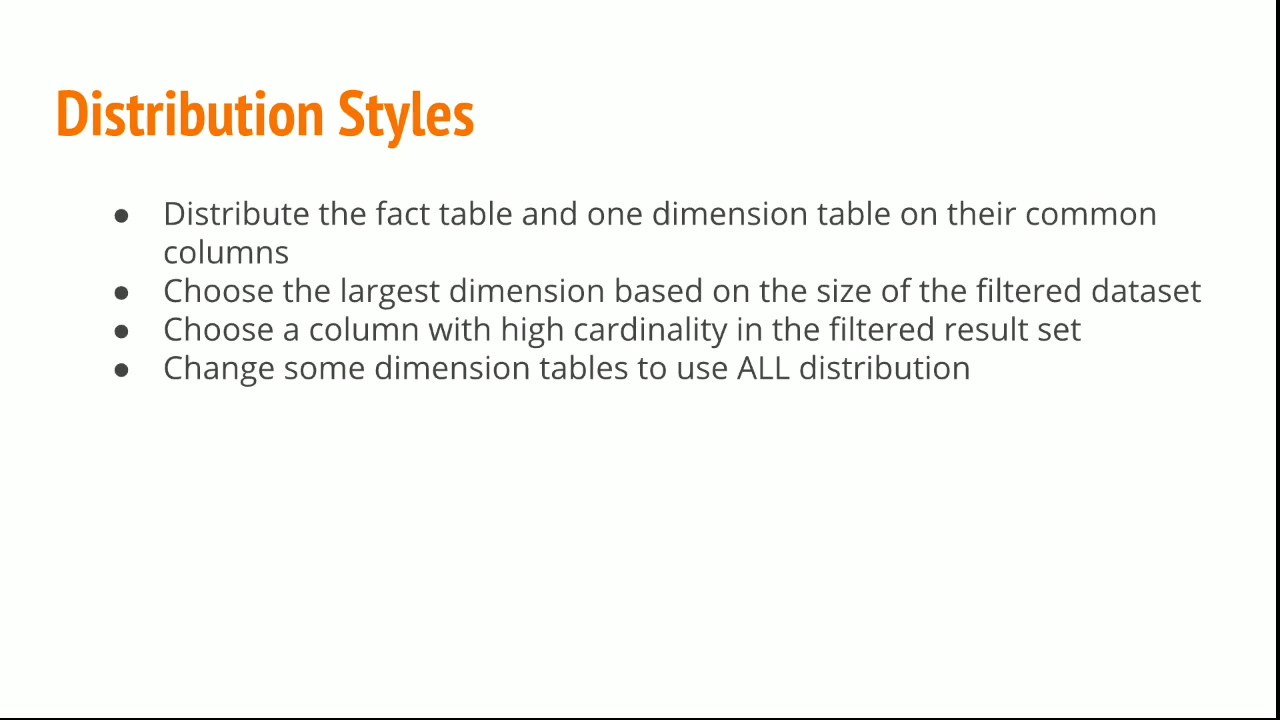 Distribution Styles
● Distribute the fact table and one dimension table on their common
columns
● Choose the largest dimension based on the size of the filtered dataset
● Choose a column with high cardinality in the filtered result set
● Change some dimension tables to use ALL distribution